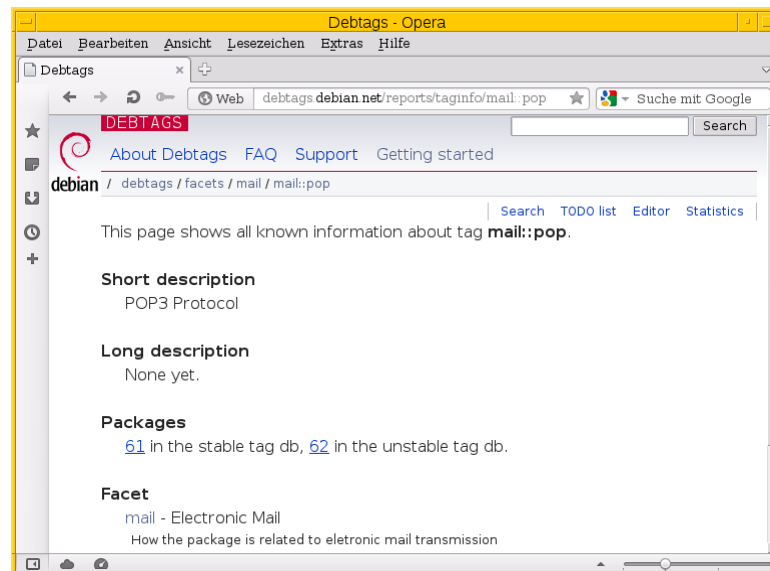 Debtags - Opera
Datei Bearbeiten Ansicht Lesezeichen Extras Hilfe
Debtags
Web debtags.debian.net/reports/taginfo/mail::pop Suche mit Google
DEBTAGS
Search
About Debtags FAQ Support Getting started
debian / debtags / facets / mail / mail::pop
Search TODO list Editor Statistics
This page shows all known information about tag mail::pop.
Short description
POP3 Protocol
Long description
None yet.
Packages
61 in the stable tag db, 62 in the unstable tag db.
Facet
mail - Electronic Mail
How the package is related to eletronic mail transmission